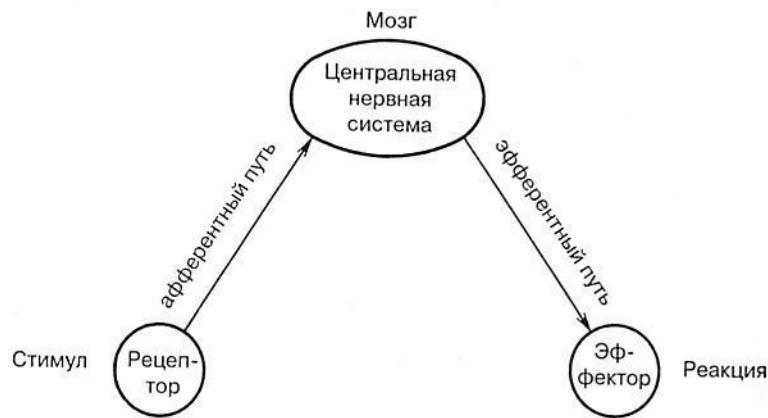 Мозг
Центральная
нервная
система
афферентный путь
эфферентный путь
Стимул
Рецеп-
тор
Эф-
фектор
Реакция